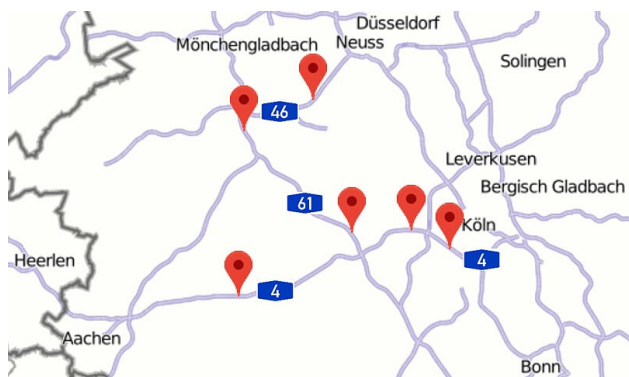 Düsseldorf
Mönchengladbach
Neuss
Solingen
46
Leverkusen
Bergisch Gladbach
61
Köln
Heerlen
4
4
Aachen
Bonn